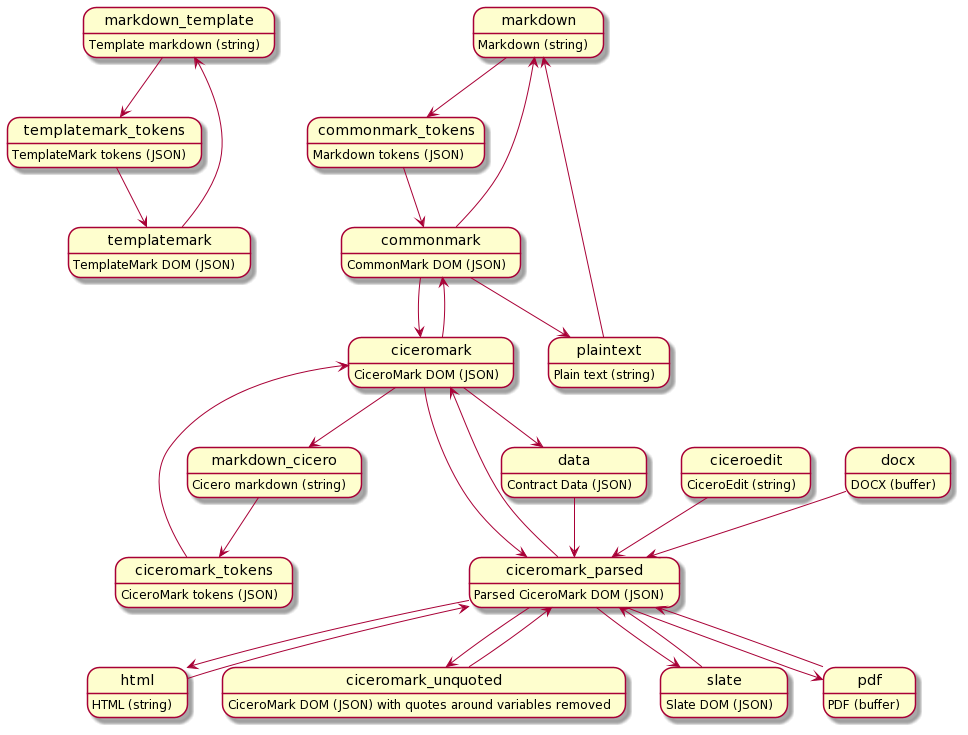 markdown_template
Template markdown (string)
markdown
Markdown (string)
templatemark_tokens
TemplateMark tokens (JSON)
commonmark_tokens
Markdown tokens (JSON)
templatemark
TemplateMark DOM (JSON)
commonmark
CommonMark DOM (JSON)
ciceromark
CiceroMark DOM (JSON)
plaintext
Plain text (string)
markdown_cicero
Cicero markdown (string)
data
Contract Data (JSON)
ciceroedit
CiceroEdit (string)
docx
DOCX (buffer)
ciceromark_tokens
CiceroMark tokens (JSON)
ciceromark_parsed
Parsed CiceroMark DOM (JSON)
html
HTML (string)
ciceromark_unquoted
CiceroMark DOM (JSON) with quotes around variables removed
slate
Slate DOM (JSON)
pdf
PDF (buffer)